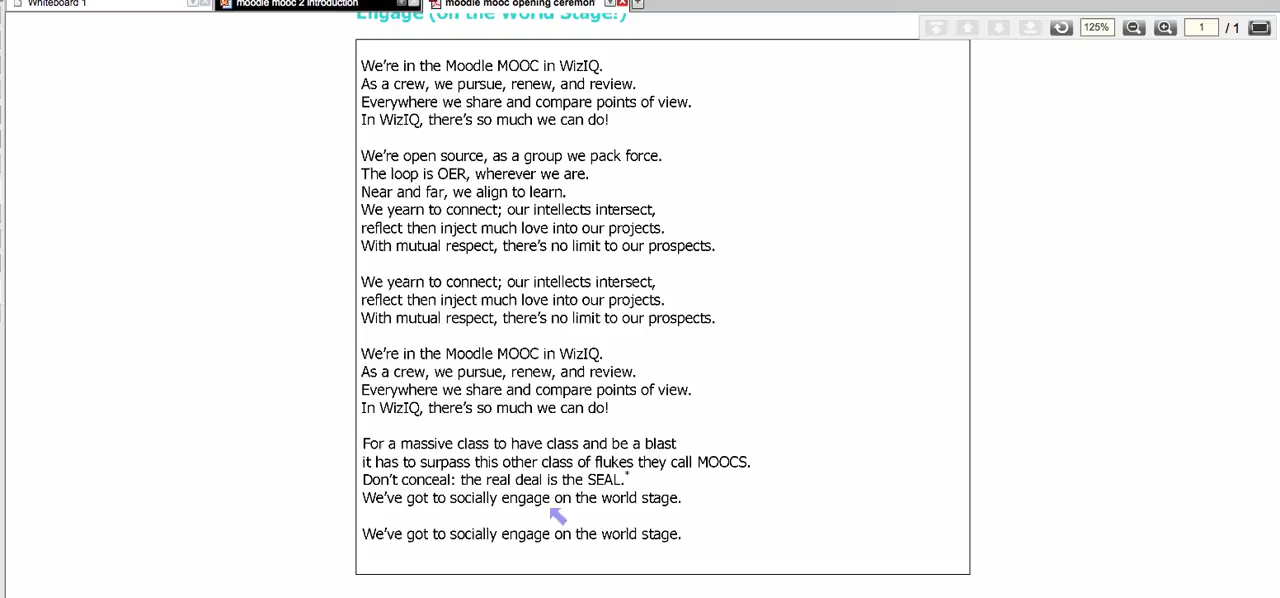 Whiteboard 1
moodle mooc 2 introduction
moodle mooc opening ceremon
Engage (on the World Stage!)
125%
1
/ 1
We're in the Moodle MOOC in WizIQ.
As a crew, we pursue, renew, and review.
Everywhere we share and compare points of view.
In WizIQ, there's so much we can do!
We're open source, as a group we pack force.
The loop is OER, wherever we are.
Near and far, we align to learn.
We yearn to connect; our intellects intersect,
reflect then inject much love into our projects.
With mutual respect, there's no limit to our prospects.
We yearn to connect; our intellects intersect,
reflect then inject much love into our projects.
With mutual respect, there's no limit to our prospects.
We're in the Moodle MOOC in WizIQ.
As a crew, we pursue, renew, and review.
Everywhere we share and compare points of view.
In WizIQ, there's so much we can do!
For a massive class to have class and be a blast
it has to surpass this other class of flukes they call MOOCS.
Don't conceal: the real deal is the SEAL.*
We've got to socially engage on the world stage.
We've got to socially engage on the world stage.